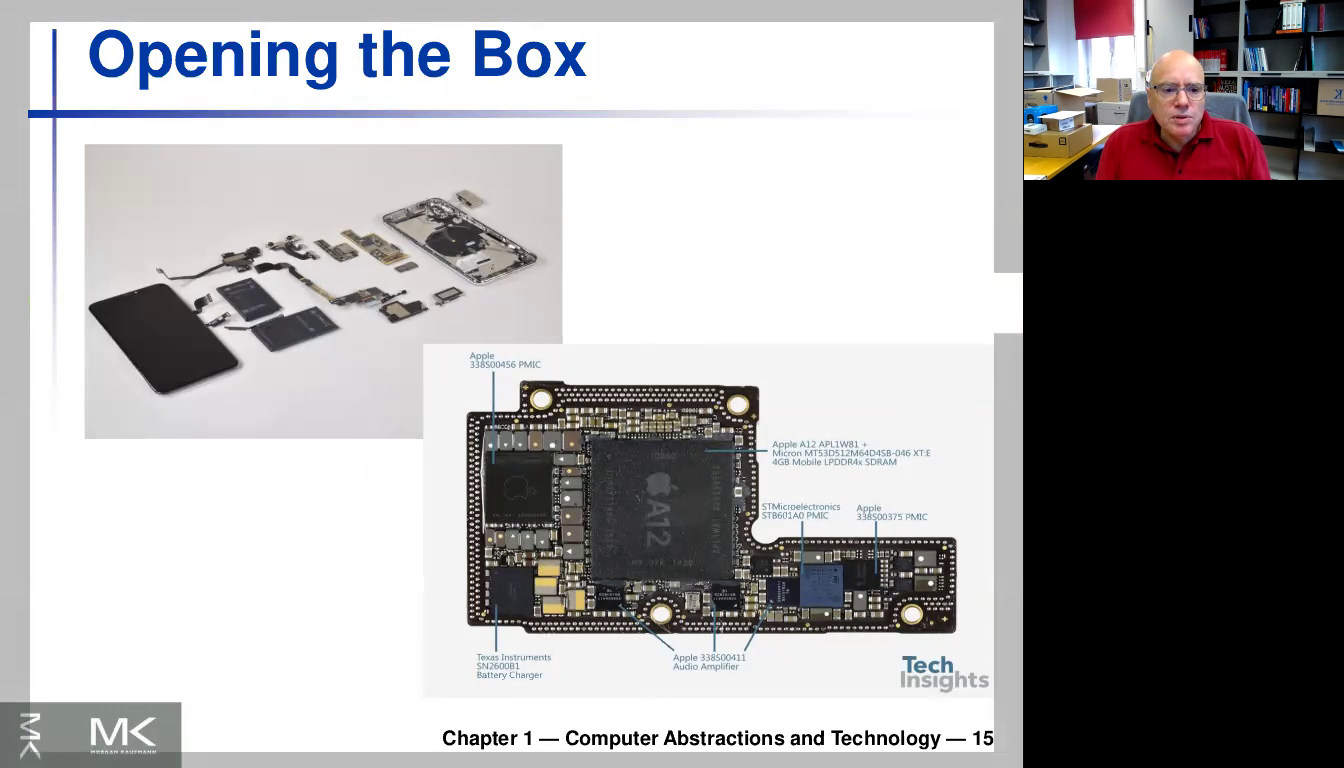 Opening the Box
Apple
338S00456 PMIC
Apple A12 APL1W81 +
Micron MT53D512M64D4SB-046 XT:E
4GB Mobile LPDDR4x SDRAM
STMicroelectronics
STB601A0 PMIC
Apple
338S00375 PMIC
A12
Texas Instruments
SN2600B1
Battery Charger
Apple 338S00411
Audio Amplifier
Tech
Insights
MK
MK
MORGAN KAUFMANN
Chapter 1 — Computer Abstractions and Technology — 15